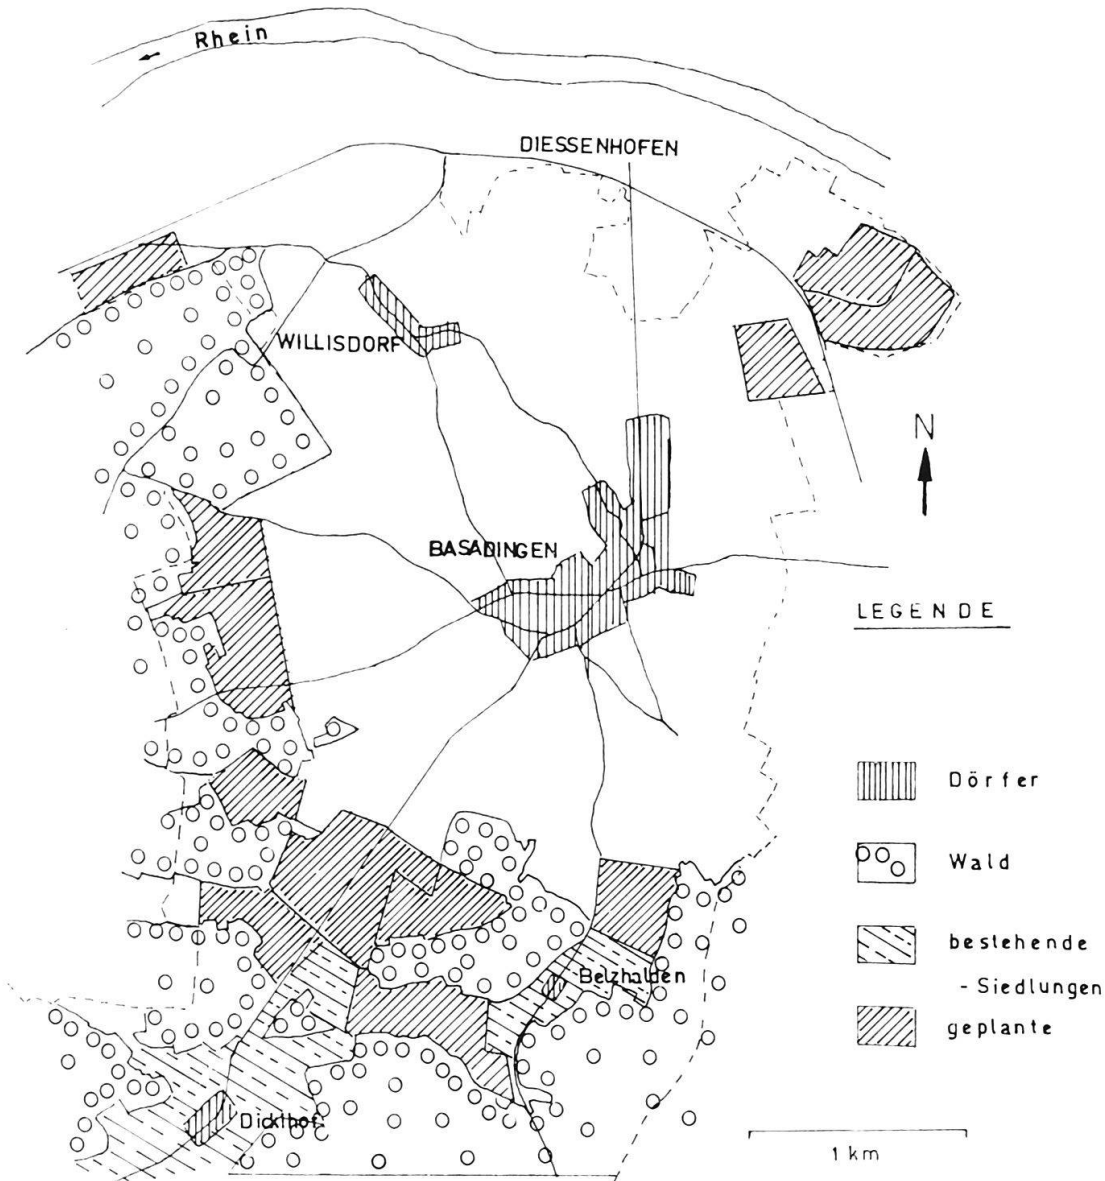 Rhein
DIESSENHOFEN
WILLISDORF
N
BASADINGEN
LEGENDE
Dörfer
Wald
bestehende
- Siedlungen
geplante
Belzhalden
Dickihof
1 km